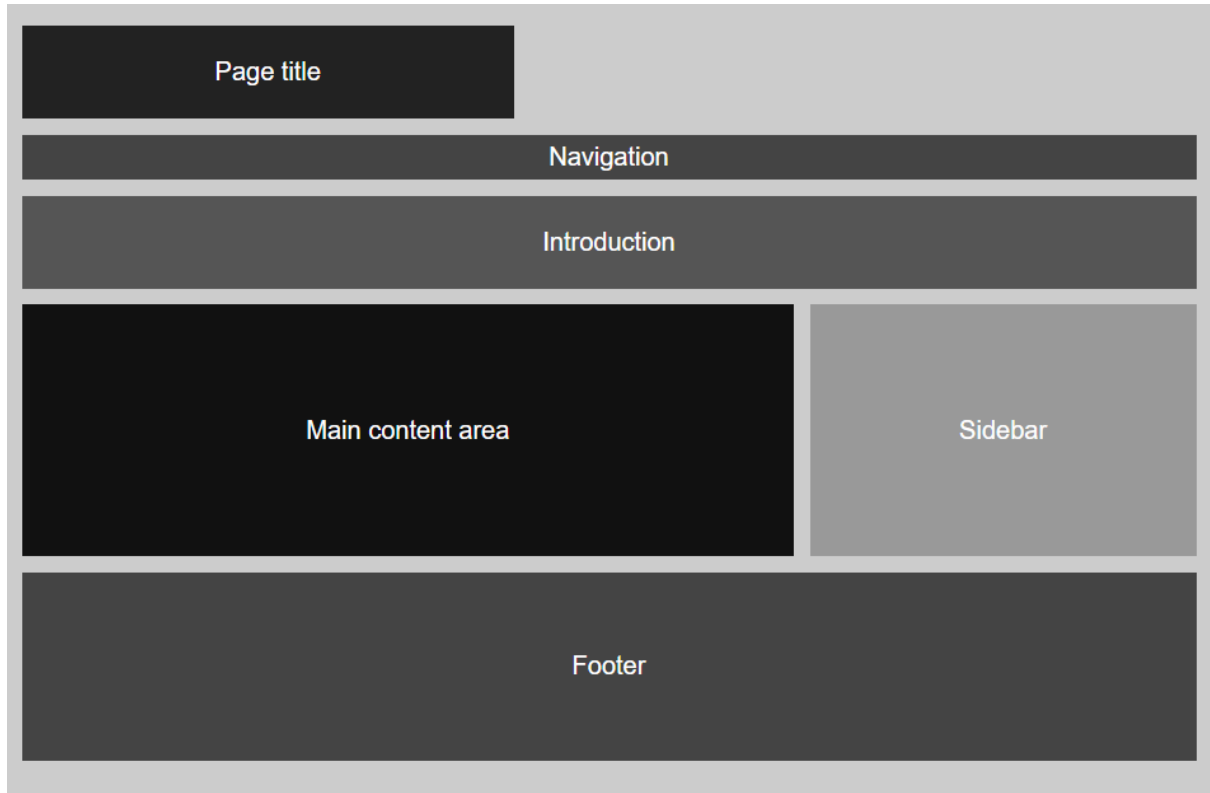 Page title
Navigation
Introduction
Main content area
Sidebar
Footer